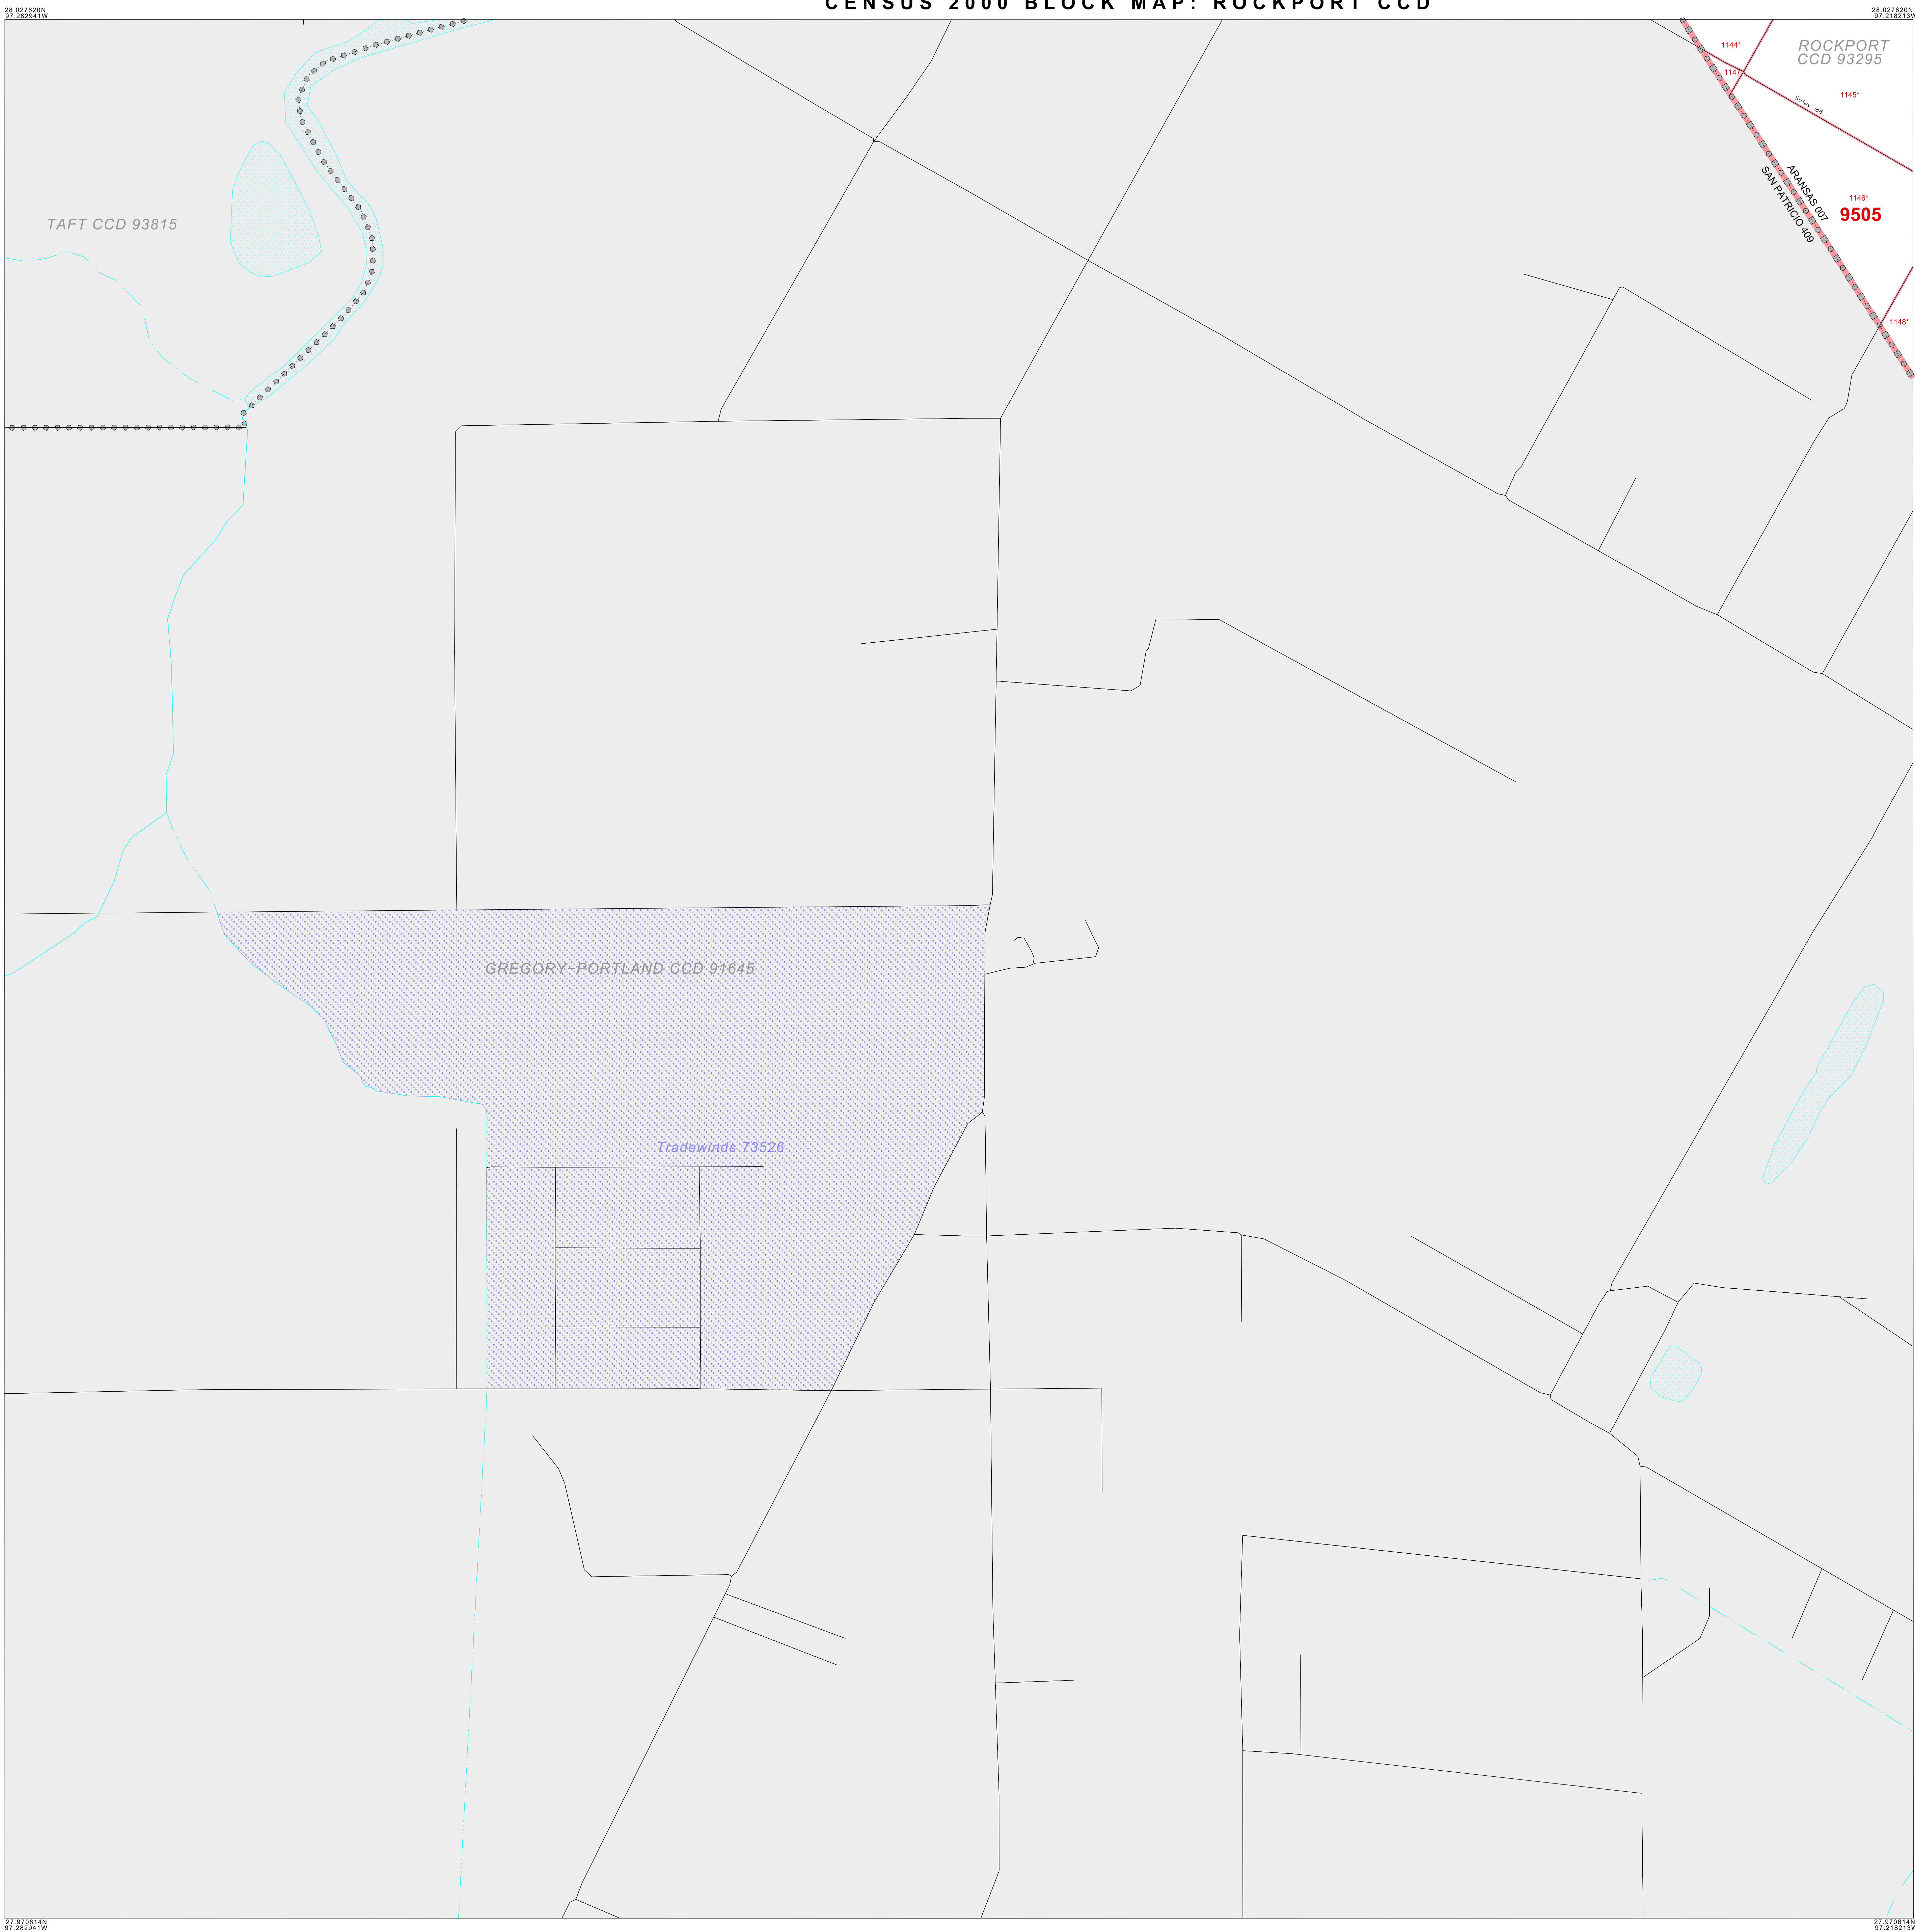 CENSUS 2000 BLOCK MAP: ROCKPORT CCD
28.027620N
97.282941W
28.027620N
97.218213W
1144*
ROCKPORT
CCD 93295
1147
1145*
Sthwy 188
TAFT CCD 93815
ARANSAS 007
SAN PATRICIO 409
1146*
9505
1148*
GREGORY-PORTLAND CCD 91645
Tradewinds 73526
27.970814N
97.282941W
27.970814N
97.218213W